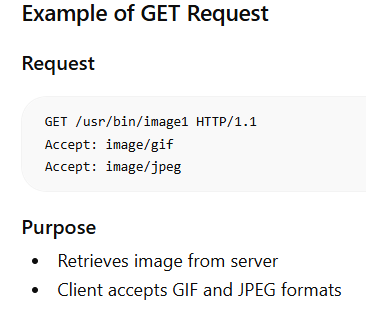 Example of GET Request
Request
GET /usr/bin/image1 HTTP/1.1
Accept: image/gif
Accept: image/jpeg
Purpose
• Retrieves image from server
• Client accepts GIF and JPEG formats